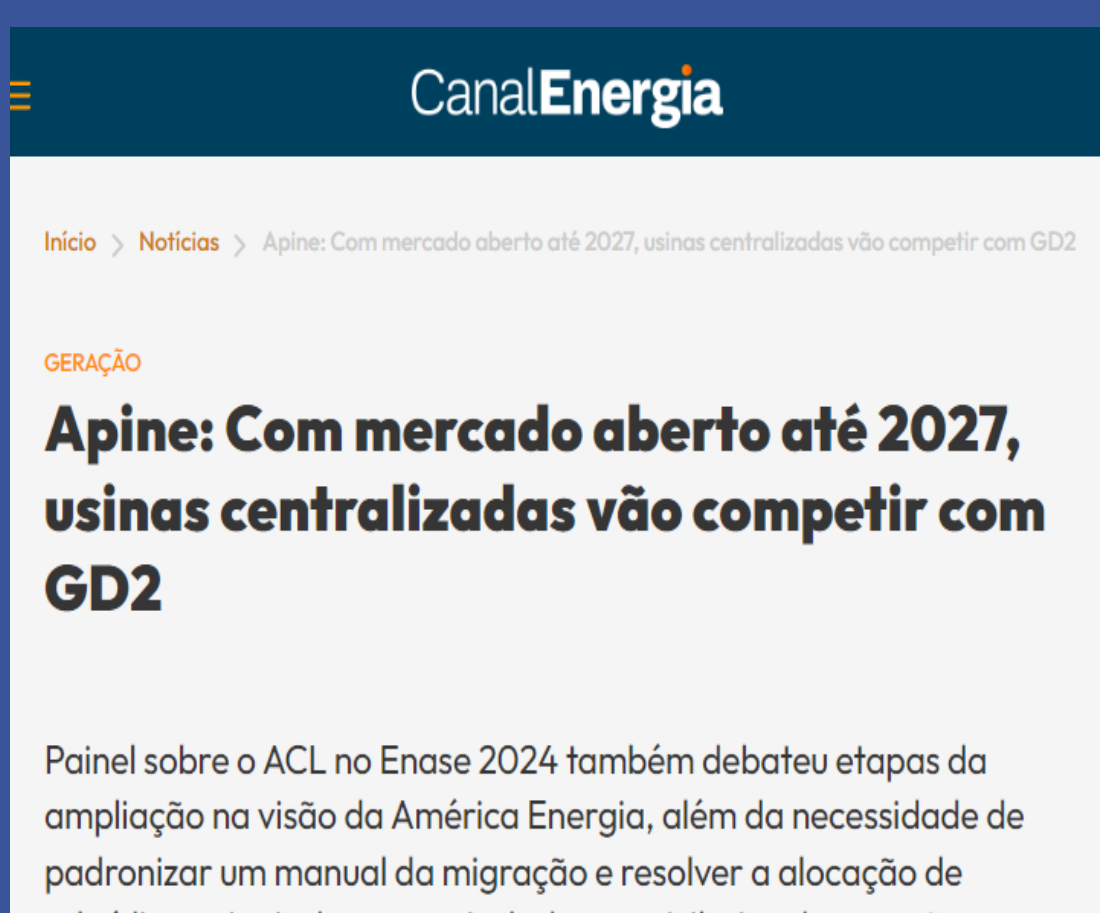 CanalEnergia
Início > Notícias > Apine: Com mercado aberto até 2027, usinas centralizadas vão competir com GD2
GERAÇÃO
Apine: Com mercado aberto até 2027,
usinas centralizadas vão competir com
GD2
Painel sobre o ACL no Enase 2024 também debateu etapas da
ampliação na visão da América Energia, além da necessidade de
padronizar um manual da migração e resolver a alocação de